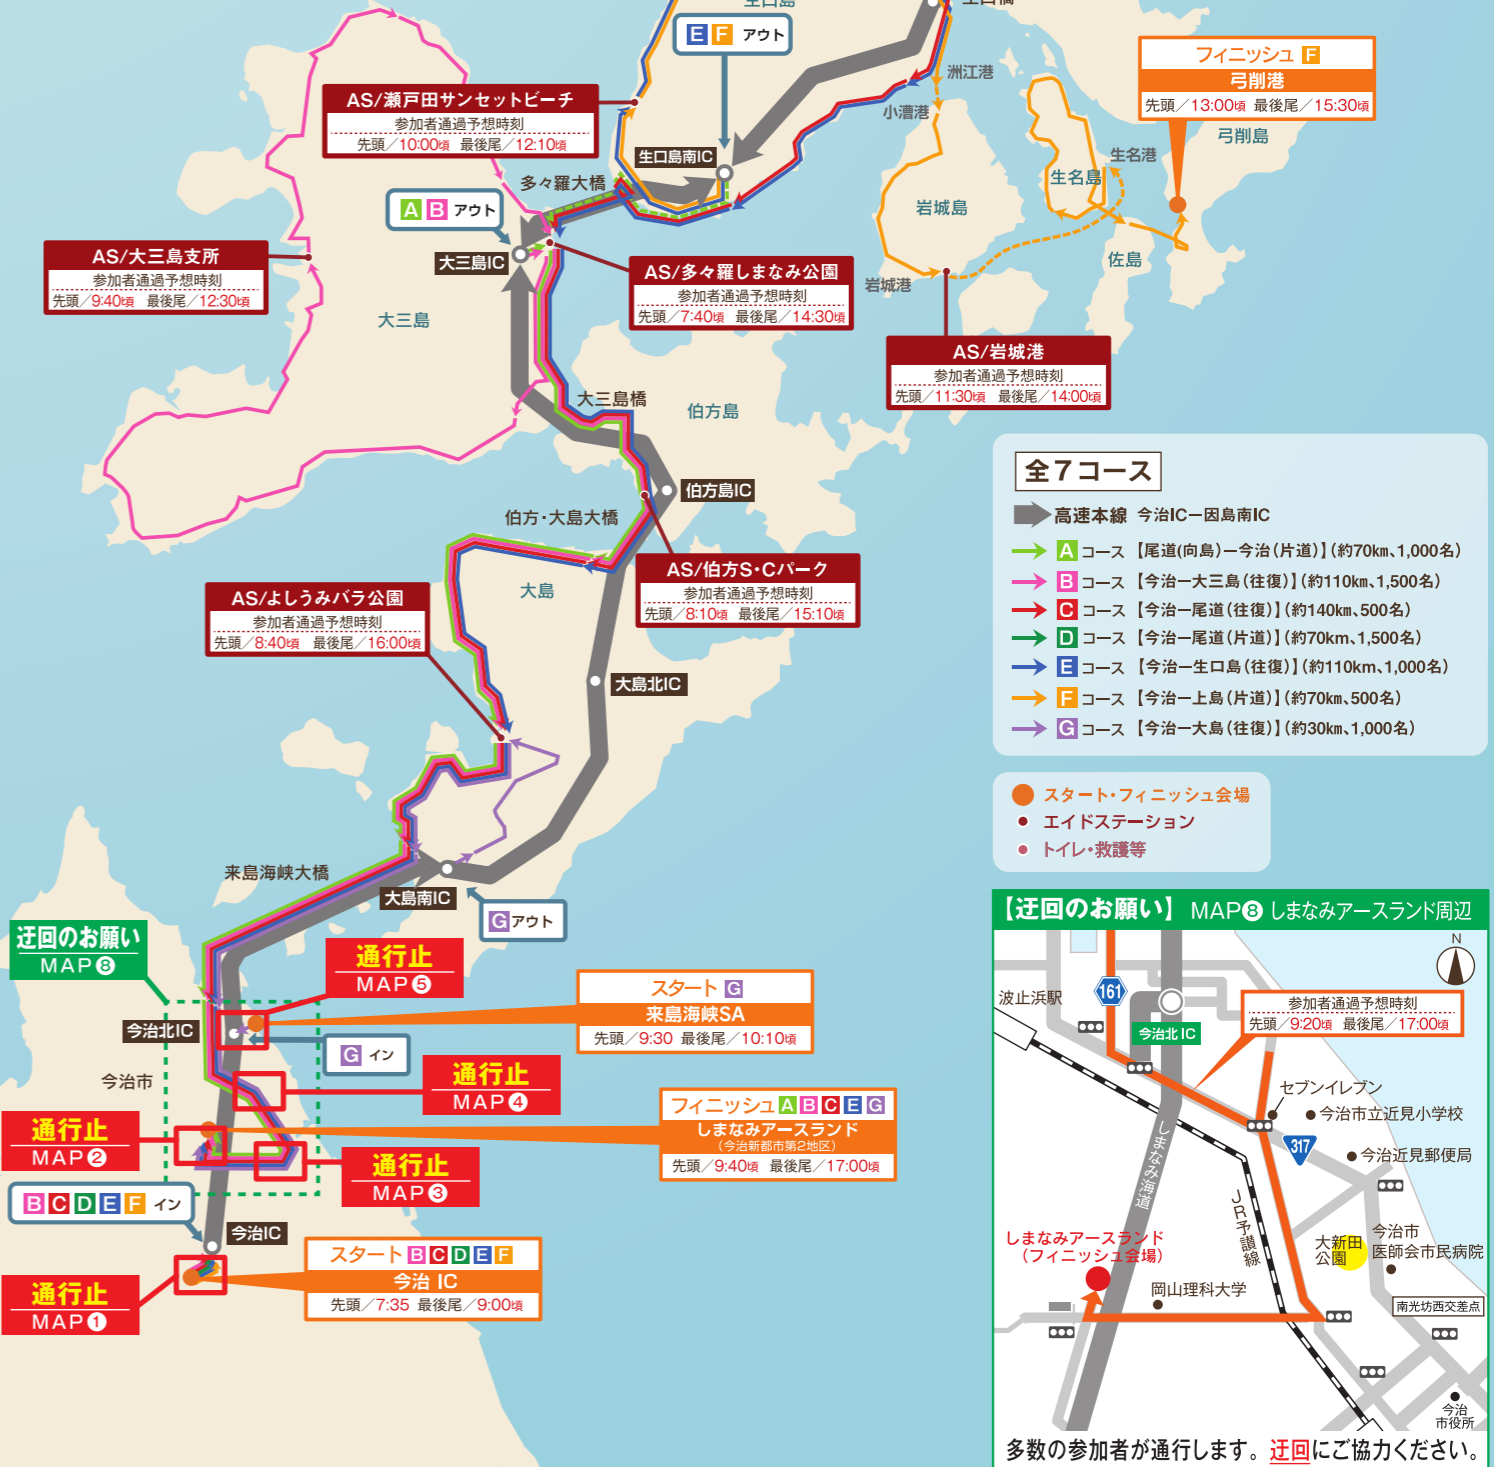 生口島
生口橋
EF アウト
洲江港
小漕港
フィニッシュ F
弓削港
先頭／13:00頃 最後尾／15:30頃
弓削島
AS/瀬戸田サンセットビーチ
参加者通過予想時刻
先頭／10:00頃 最後尾／12:10頃
生口島南IC
生名港
生名島
多々羅大橋
AB アウト
岩城島
AS/大三島支所
参加者通過予想時刻
先頭／9:40頃 最後尾／12:30頃
大三島IC
AS/多々羅しまなみ公園
参加者通過予想時刻
先頭／7:40頃 最後尾／14:30頃
岩城港
佐島
大三島
AS/岩城港
参加者通過予想時刻
先頭／11:30頃 最後尾／14:00頃
大三島橋
伯方島
伯方島IC
伯方・大島大橋
AS/伯方S・Cパーク
参加者通過予想時刻
先頭／8:10頃 最後尾／15:10頃
大島
AS/よしうみバラ公園
参加者通過予想時刻
先頭／8:40頃 最後尾／16:00頃
大島北IC
全7コース
高速本線 今治IC−因島南IC
A コース【尾道(向島)−今治(片道)】(約70km、1,000名)
B コース【今治−大三島(往復)】(約110km、1,500名)
C コース【今治−尾道(往復)】(約140km、500名)
D コース【今治−尾道(片道)】(約70km、1,500名)
E コース【今治−生口島(往復)】(約110km、1,000名)
F コース【今治−上島(片道)】(約70km、500名)
G コース【今治−大島(往復)】(約30km、1,000名)
スタート・フィニッシュ会場
エイドステーション
トイレ・救護等
来島海峡大橋
大島南IC
G アウト
迂回のお願い
MAP❽
通行止
MAP❺
今治北IC
スタート G
来島海峡SA
先頭／9:30 最後尾／10:10頃
G イン
今治市
通行止
MAP❹
通行止
MAP❷
フィニッシュ ABCEG
しまなみアースランド
(今治新都市第2地区)
先頭／9:40頃 最後尾／17:00頃
通行止
MAP❸
BCDEF イン
今治IC
スタート BCDEF
今治 IC
先頭／7:35 最後尾／9:00頃
通行止
MAP❶
【迂回のお願い】 MAP❽ しまなみアースランド周辺
N
161
波止浜駅
今治北 IC
参加者通過予想時刻
先頭／9:20頃 最後尾／17:00頃
セブンイレブン
今治市立近見小学校
317
今治近見郵便局
しまなみ海道
JR予讃線
しまなみアースランド
(フィニッシュ会場)
大新田
公園
今治市
医師会市民病院
岡山理科大学
南光坊西交差点
今治
市役所
多数の参加者が通行します。迂回にご協力ください。